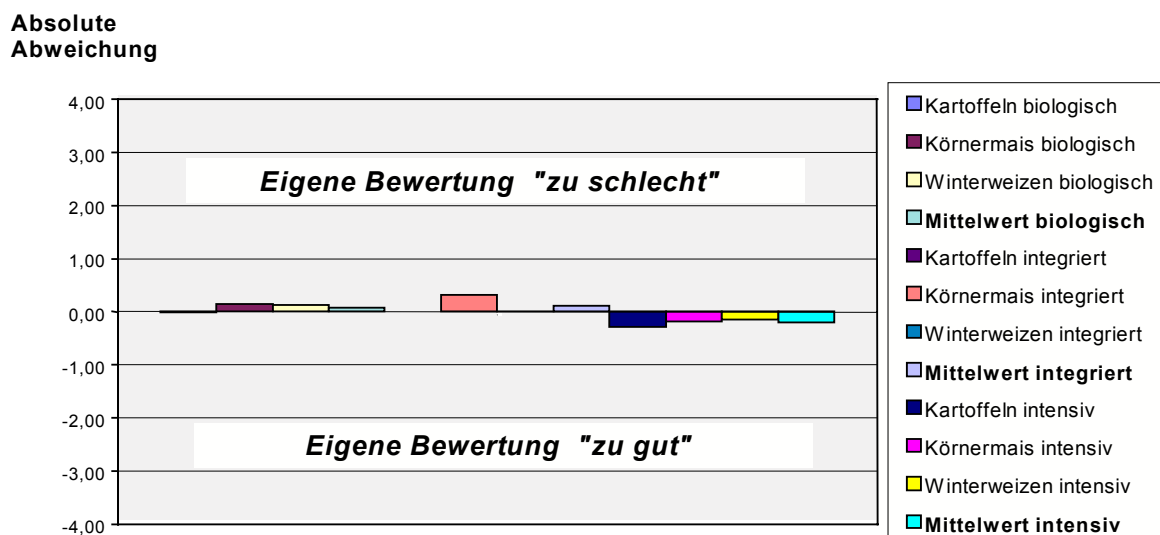 Absolute
Abweichung
4,00
3,00
2,00
1,00
0,00
-1,00
-2,00
-3,00
-4,00
Eigene Bewertung "zu schlecht"
Eigene Bewertung "zu gut"
Kartoffeln biologisch
Körnermais biologisch
Winterweizen biologisch
Mittelwert biologisch
Kartoffeln integriert
Körnermais integriert
Winterweizen integriert
Mittelwert integriert
Kartoffeln intensiv
Körnermais intensiv
Winterweizen intensiv
Mittelwert intensiv